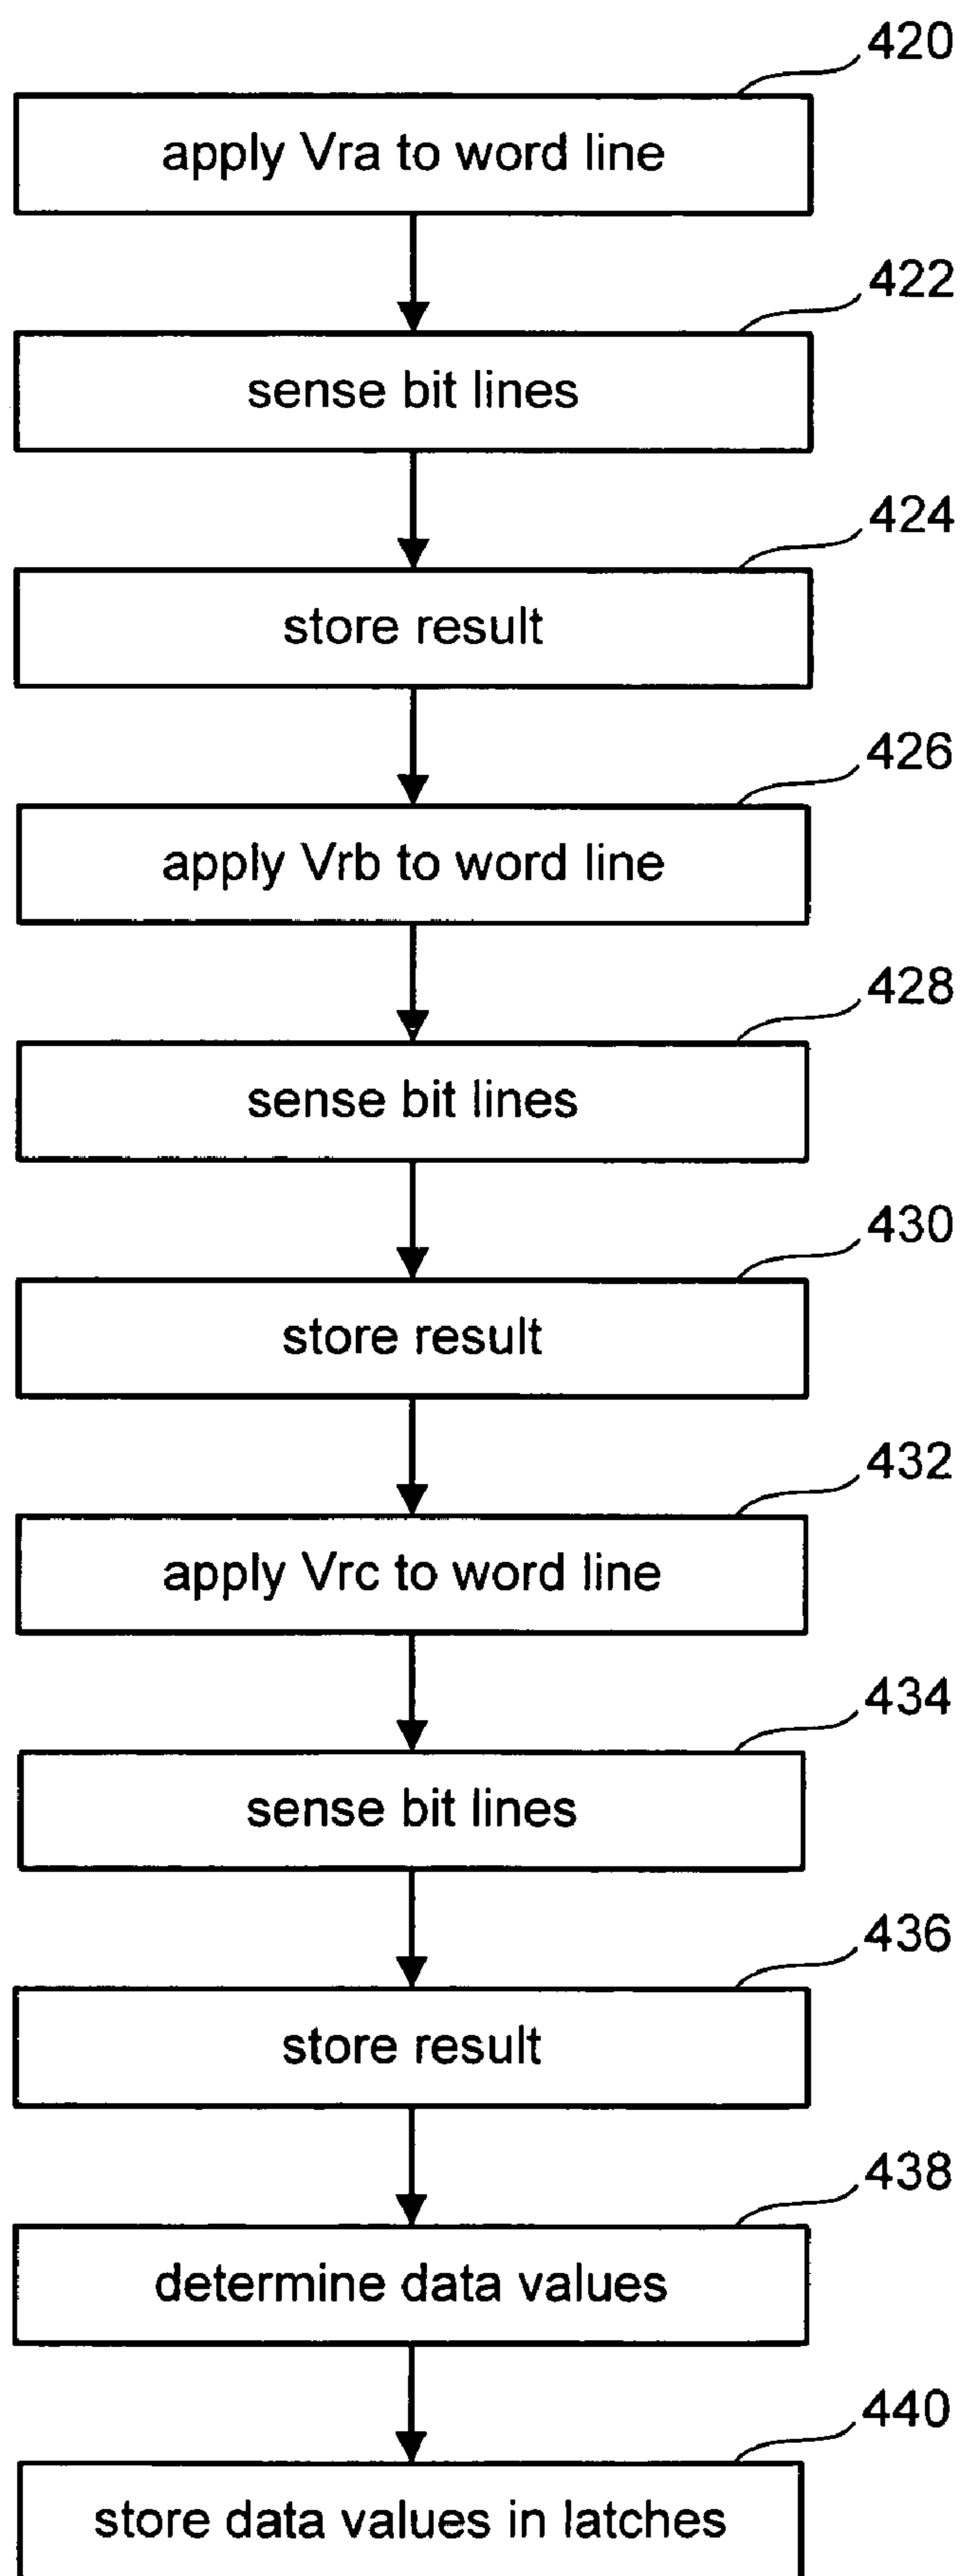 420
apply Vra to word line
422
sense bit lines
424
store result
426
apply Vrb to word line
428
sense bit lines
430
store result
432
apply Vrc to word line
434
sense bit lines
436
store result
438
determine data values
440
store data values in latches